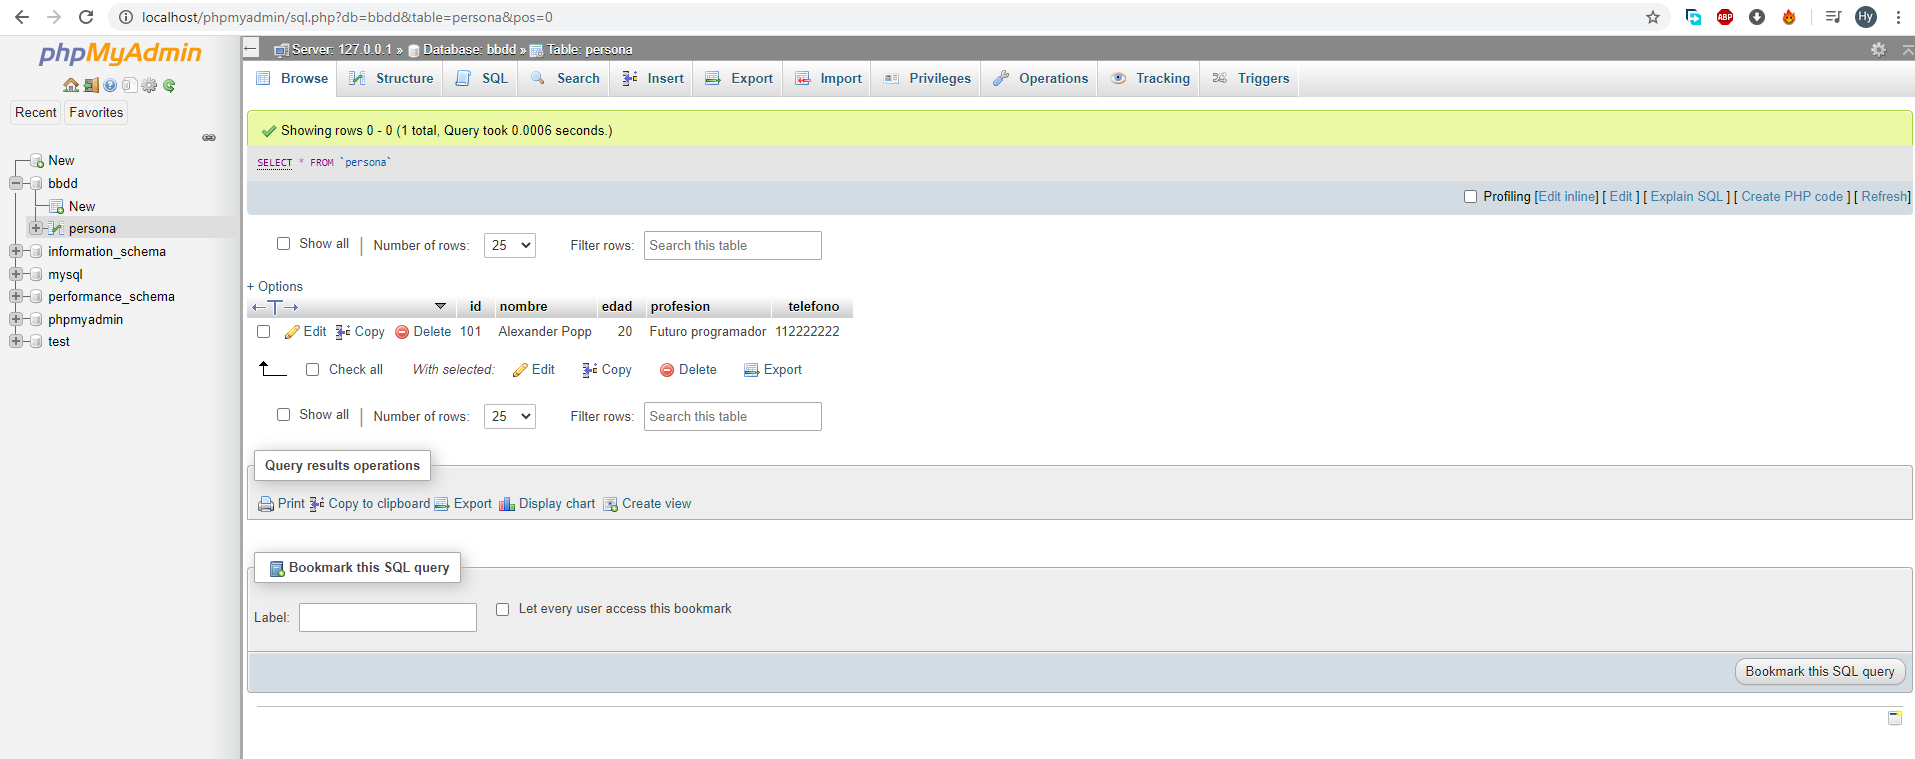 localhost/phpmyadmin/sql.php?db=bbdd&table=persona&pos=0
ABP
Hy
phpMyAdmin
Recent Favorites
New
bbdd
New
persona
information_schema
mysql
performance_schema
phpmyadmin
test
Server: 127.0.0.1 » Database: bbdd » Table: persona
Browse Structure SQL Search Insert Export Import Privileges Operations Tracking Triggers
Showing rows 0 - 0 (1 total, Query took 0.0006 seconds.)
SELECT * FROM `persona`
Profiling [Edit inline] [ Edit ] [ Explain SQL ] [ Create PHP code ] [ Refresh]
Show all | Number of rows: 25 Filter rows: Search this table
+ Options
←T→ id nombre edad profesion telefono
Edit Copy Delete 101 Alexander Popp 20 Futuro programador 112222222
Check all With selected: Edit Copy Delete Export
Show all | Number of rows: 25 Filter rows: Search this table
Query results operations
Print Copy to clipboard Export Display chart Create view
Bookmark this SQL query
Label: Let every user access this bookmark
Bookmark this SQL query